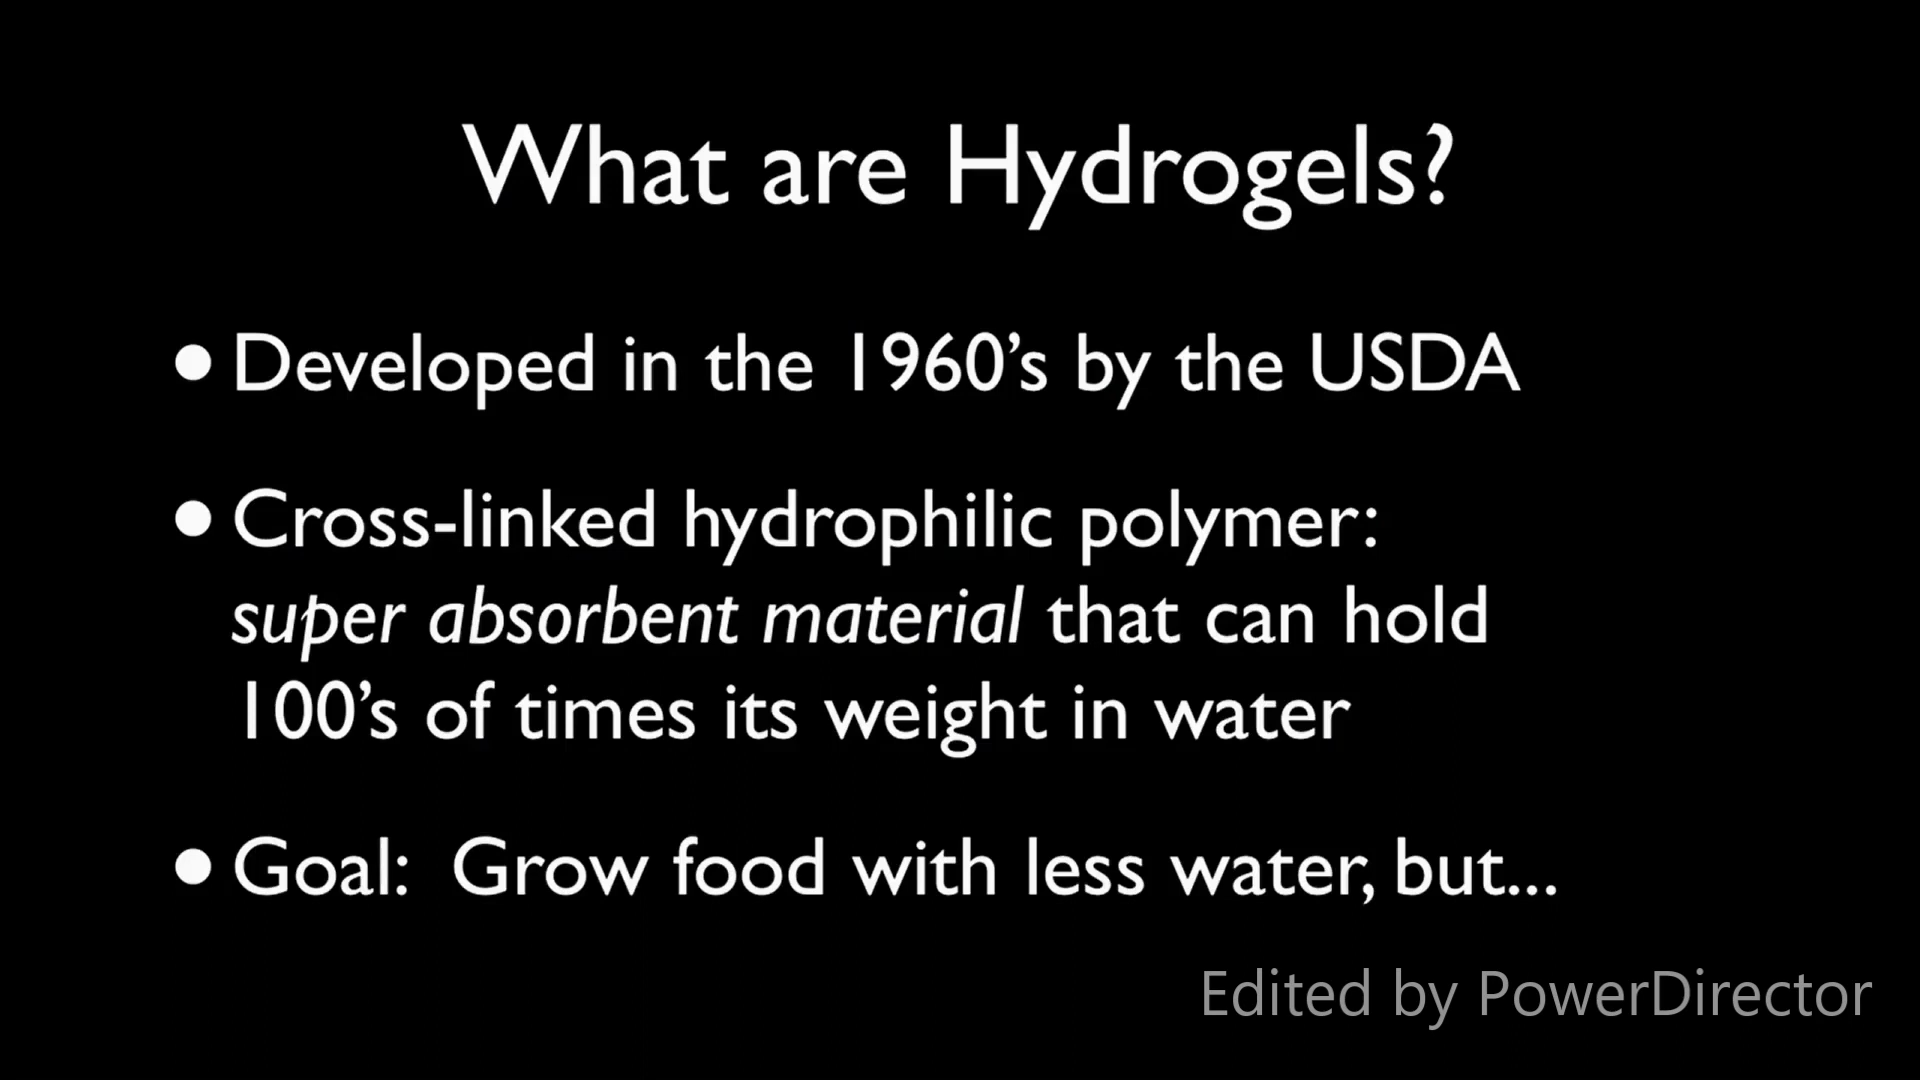 What are Hydrogels?
• Developed in the 1960’s by the USDA
• Cross-linked hydrophilic polymer:
super absorbent material that can hold
100’s of times its weight in water
• Goal:  Grow food with less water, but...
Edited by PowerDirector